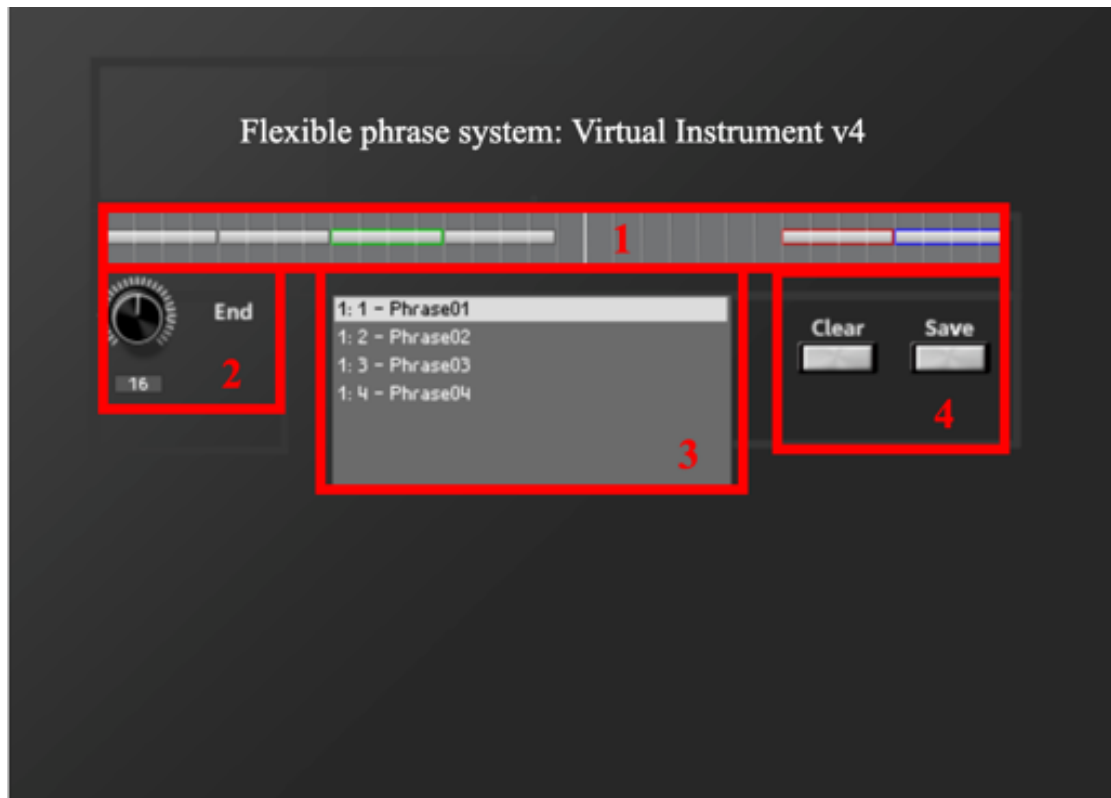 Flexible phrase system: Virtual Instrument v4
1
End
16
2
1: 1 - Phrase01
1: 2 - Phrase02
1: 3 - Phrase03
1: 4 - Phrase04
3
Clear Save
4